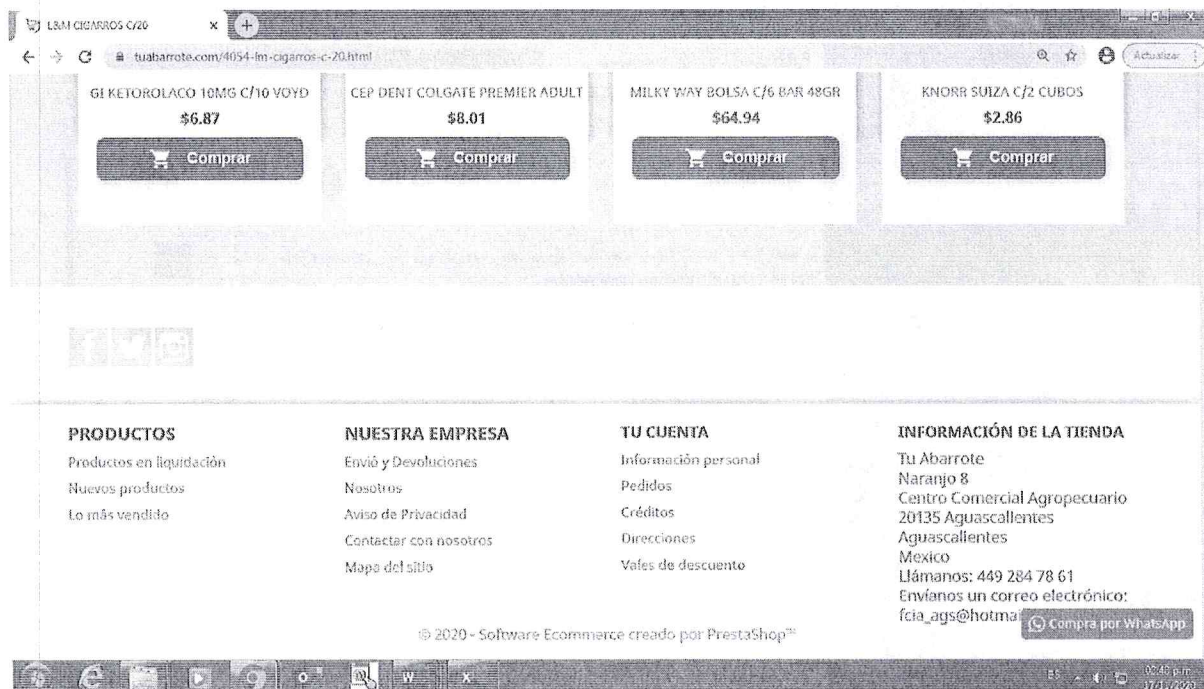 L&M CIGARROS C/20
tuabarrote.com/4054-lm-cigarros-c-20.html
Actualizar
GI KETOROLACO 10MG C/10 VOYD
$6.87
Comprar
CEP DENT COLGATE PREMIER ADULT
$8.01
Comprar
MILKY WAY BOLSA C/6 BAR 48GR
$64.94
Comprar
KNORR SUIZA C/2 CUBOS
$2.86
Comprar
PRODUCTOS
Productos en liquidación
Nuevos productos
Lo más vendido
NUESTRA EMPRESA
Envió y Devoluciones
Nosotros
Aviso de Privacidad
Contactar con nosotros
Mapa del sitio
TU CUENTA
Información personal
Pedidos
Créditos
Direcciones
Vales de descuento
INFORMACIÓN DE LA TIENDA
Tu Abarrote
Naranjo 8
Centro Comercial Agropecuario
20135 Aguascalientes
Aguascalientes
Mexico
Llámanos: 449 284 78 61
Envíanos un correo electrónico:
fcia_ags@hotmai
Compra por WhatsApp
© 2020 - Software Ecommerce creado por PrestaShop™
ES
02:40 p.m.